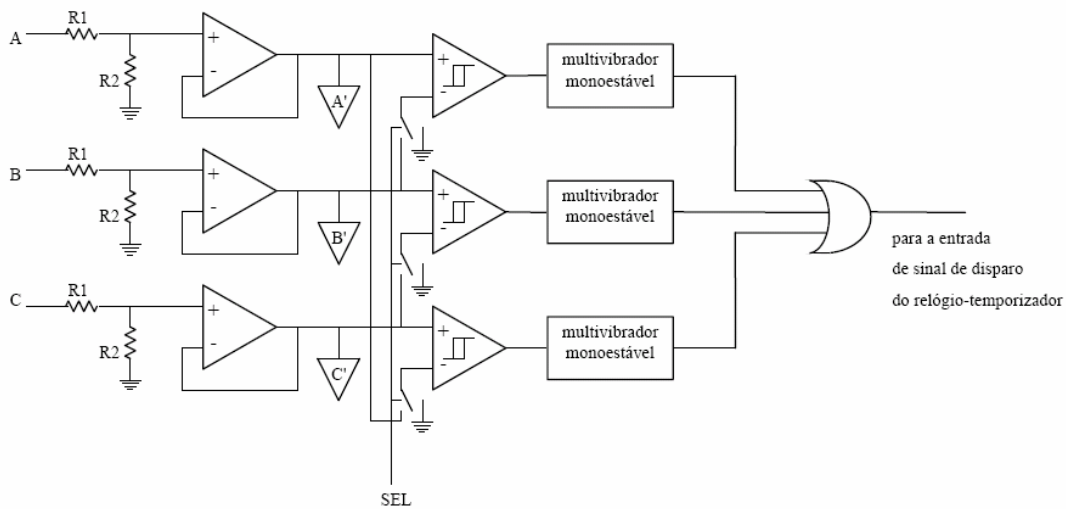 A
R1
R2
+
-
A'
+
-
multivibrador
monoestável
B
R1
R2
+
-
B'
+
-
multivibrador
monoestável
para a entrada
de sinal de disparo
do relógio-temporizador
C
R1
R2
+
-
C'
+
-
multivibrador
monoestável
SEL